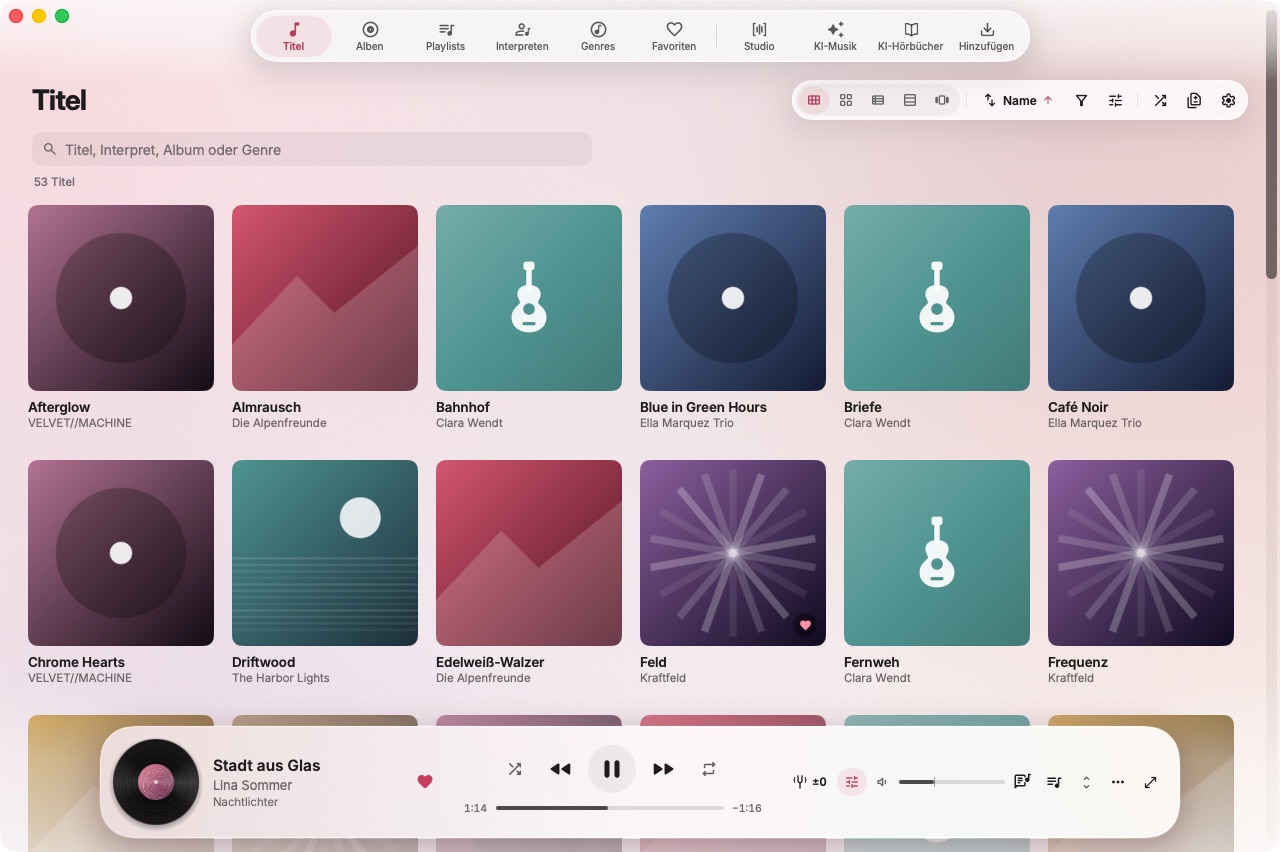 Titel
Alben
Playlists
Interpreten
Genres
Favoriten
Studio
KI-Musik
KI-Hörbücher
Hinzufügen
Titel
Name
Titel, Interpret, Album oder Genre
53 Titel
Afterglow
VELVET//MACHINE
Almrausch
Die Alpenfreunde
Bahnhof
Clara Wendt
Blue in Green Hours
Ella Marquez Trio
Briefe
Clara Wendt
Café Noir
Ella Marquez Trio
Chrome Hearts
VELVET//MACHINE
Driftwood
The Harbor Lights
Edelweiß-Walzer
Die Alpenfreunde
Feld
Kraftfeld
Fernweh
Clara Wendt
Frequenz
Kraftfeld
Stadt aus Glas
Lina Sommer
Nachtlichter
1:14
−1:16
±0